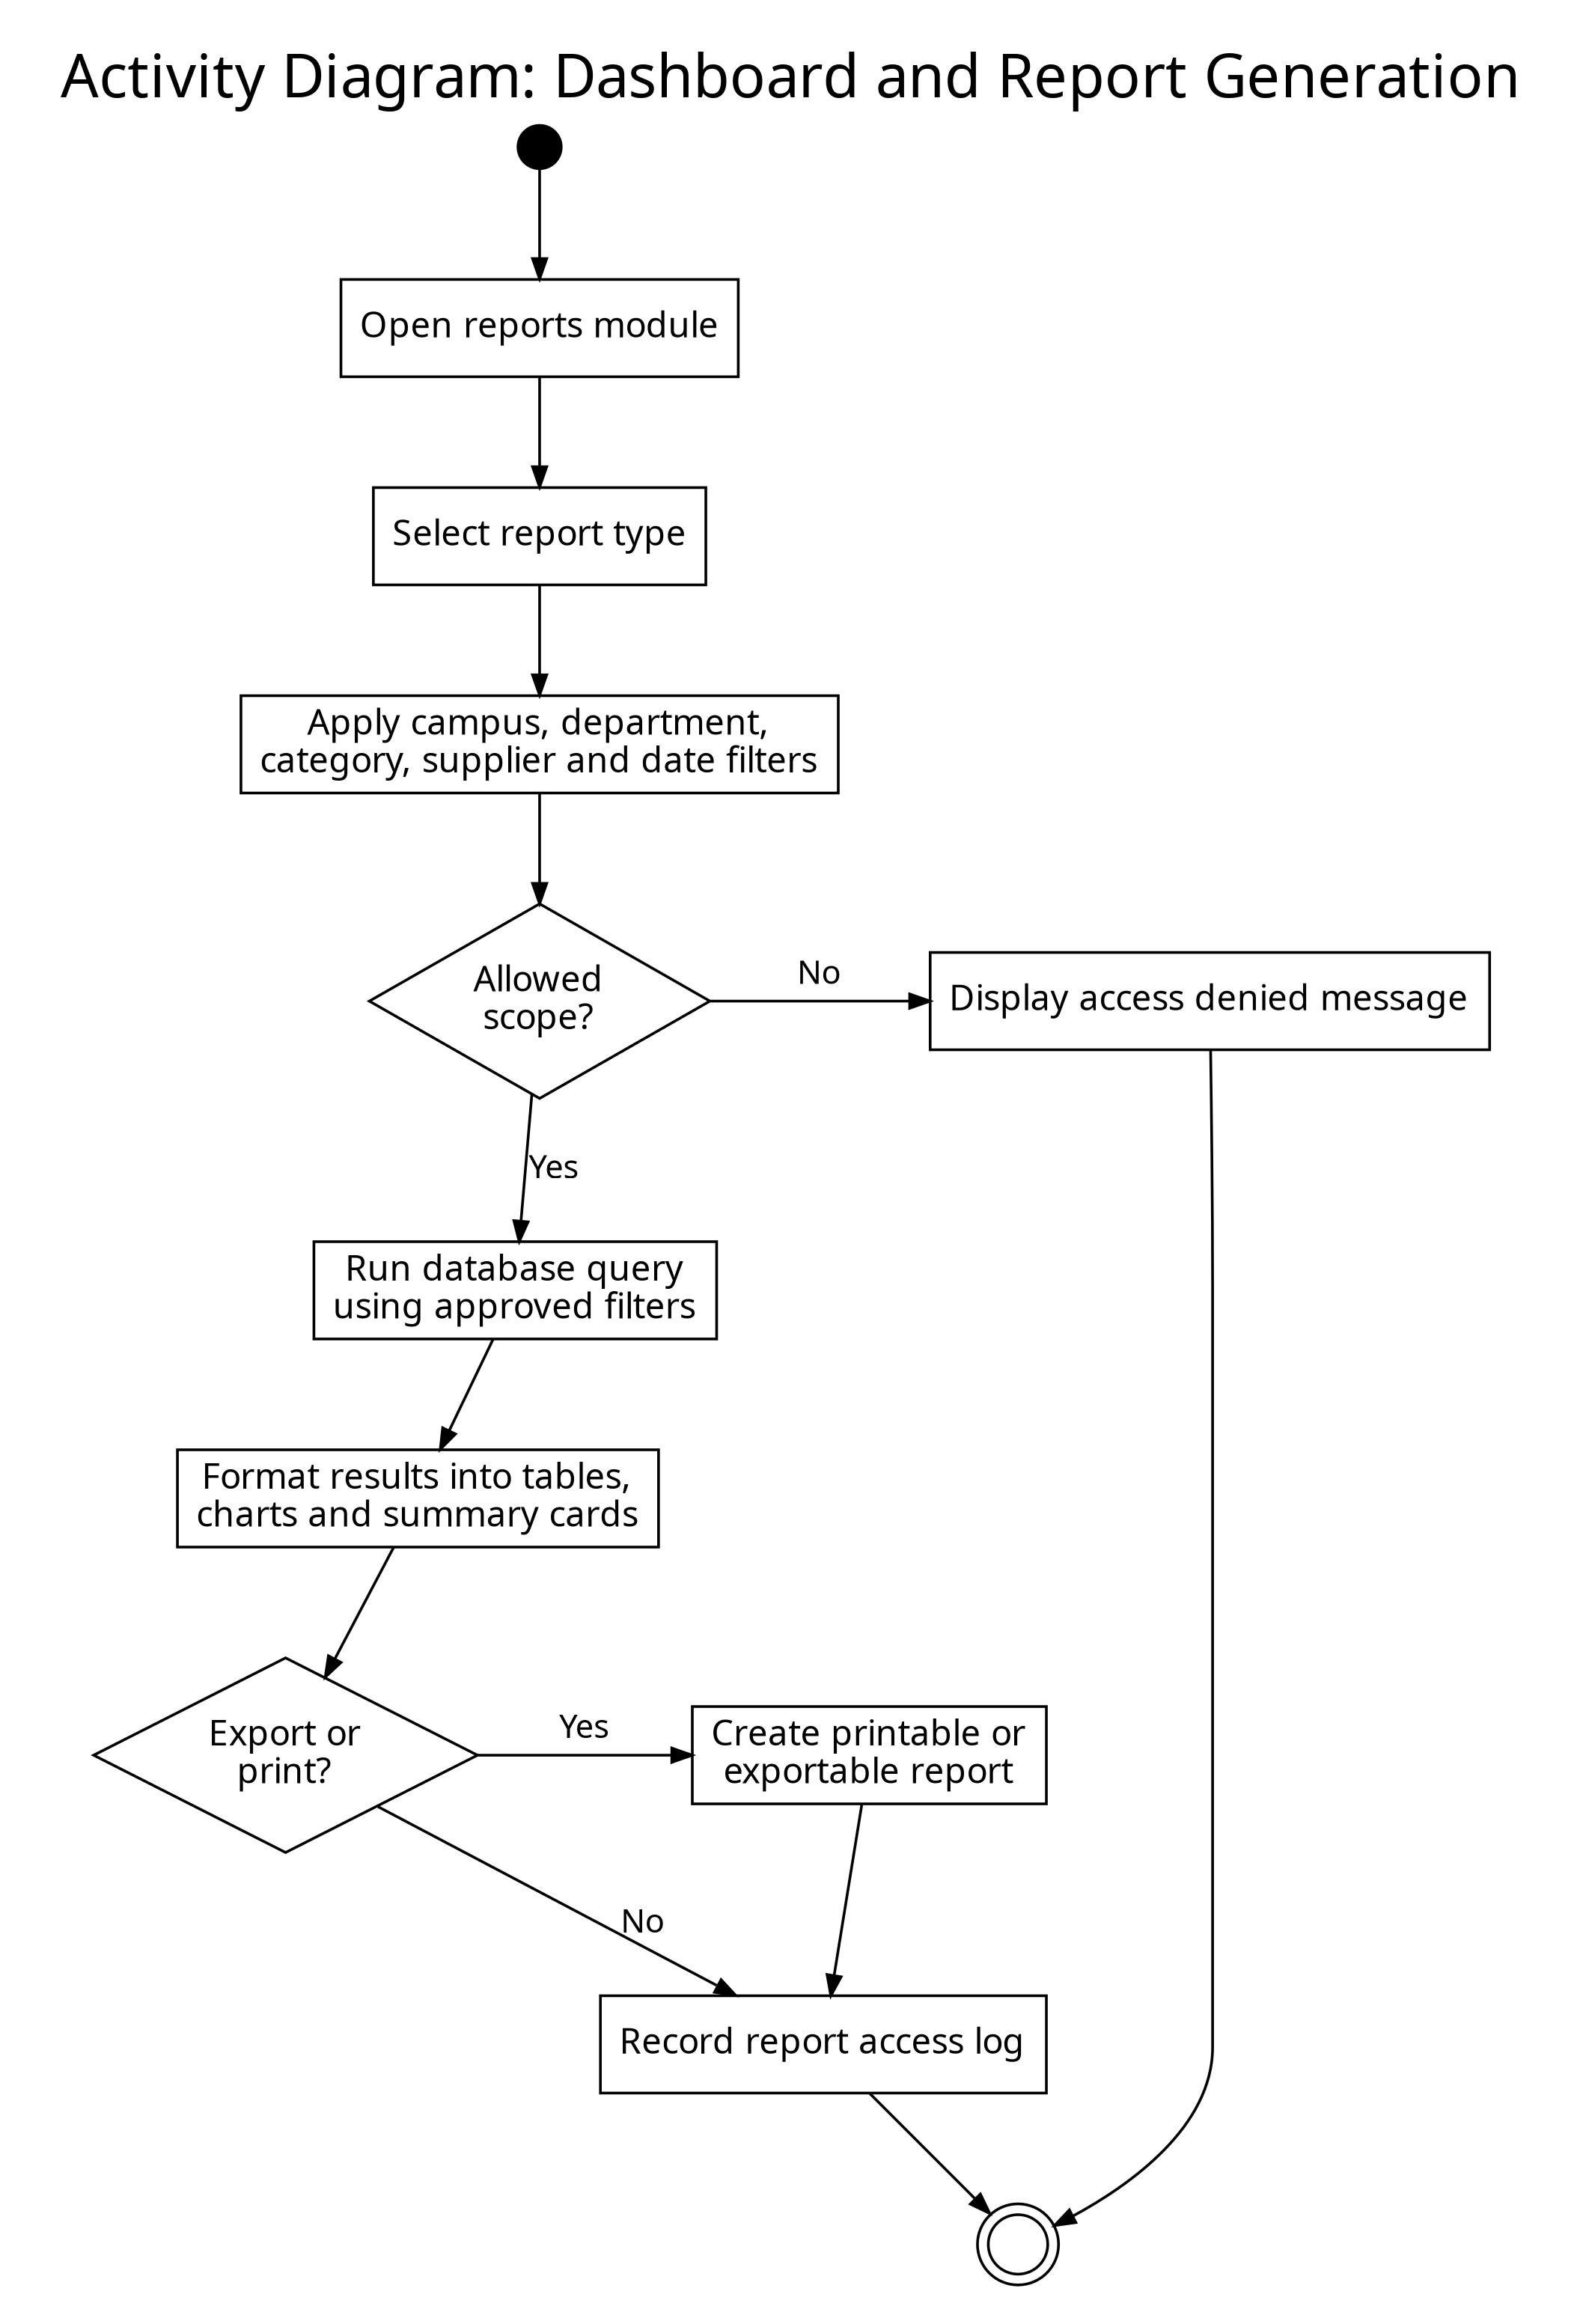 Activity Diagram: Dashboard and Report Generation
Open reports module
Select report type
Apply campus, department,
category, supplier and date filters
Allowed
scope?
No
Display access denied message
Yes
Run database query
using approved filters
Format results into tables,
charts and summary cards
Export or
print?
Yes
Create printable or
exportable report
No
Record report access log